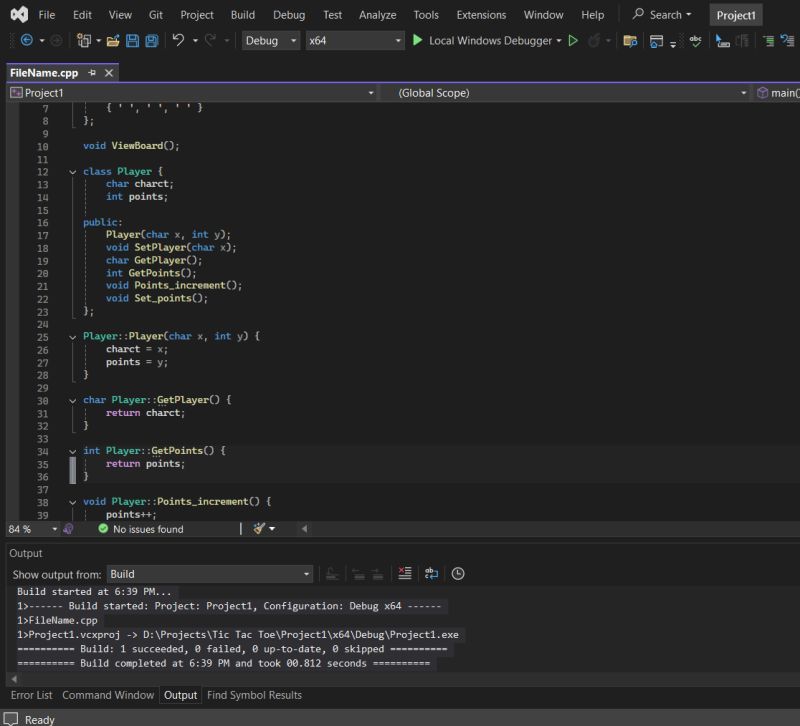 File Edit View Git Project Build Debug Test Analyze Tools Extensions Window Help Search Project1
Debug x64 Local Windows Debugger
FileName.cpp
Project1 (Global Scope) main(
7 { ' ', ' ', ' ' }
8 };
9
10 void ViewBoard();
11
12 class Player {
13 char charct;
14 int points;
15
16 public:
17 Player(char x, int y);
18 void SetPlayer(char x);
19 char GetPlayer();
20 int GetPoints();
21 void Points_increment();
22 void Set_points();
23 };
24
25 Player::Player(char x, int y) {
26 charct = x;
27 points = y;
28 }
29
30 char Player::GetPlayer() {
31 return charct;
32 }
33
34 int Player::GetPoints() {
35 return points;
36 }
37
38 void Player::Points_increment() {
39 points++;
84 % No issues found
Output
Show output from: Build
Build started at 6:39 PM...
1>------ Build started: Project: Project1, Configuration: Debug x64 ------
1>FileName.cpp
1>Project1.vcxproj -> D:\Projects\Tic Tac Toe\Project1\x64\Debug\Project1.exe
========== Build: 1 succeeded, 0 failed, 0 up-to-date, 0 skipped ==========
========== Build completed at 6:39 PM and took 00.812 seconds ==========
Error List Command Window Output Find Symbol Results
Ready